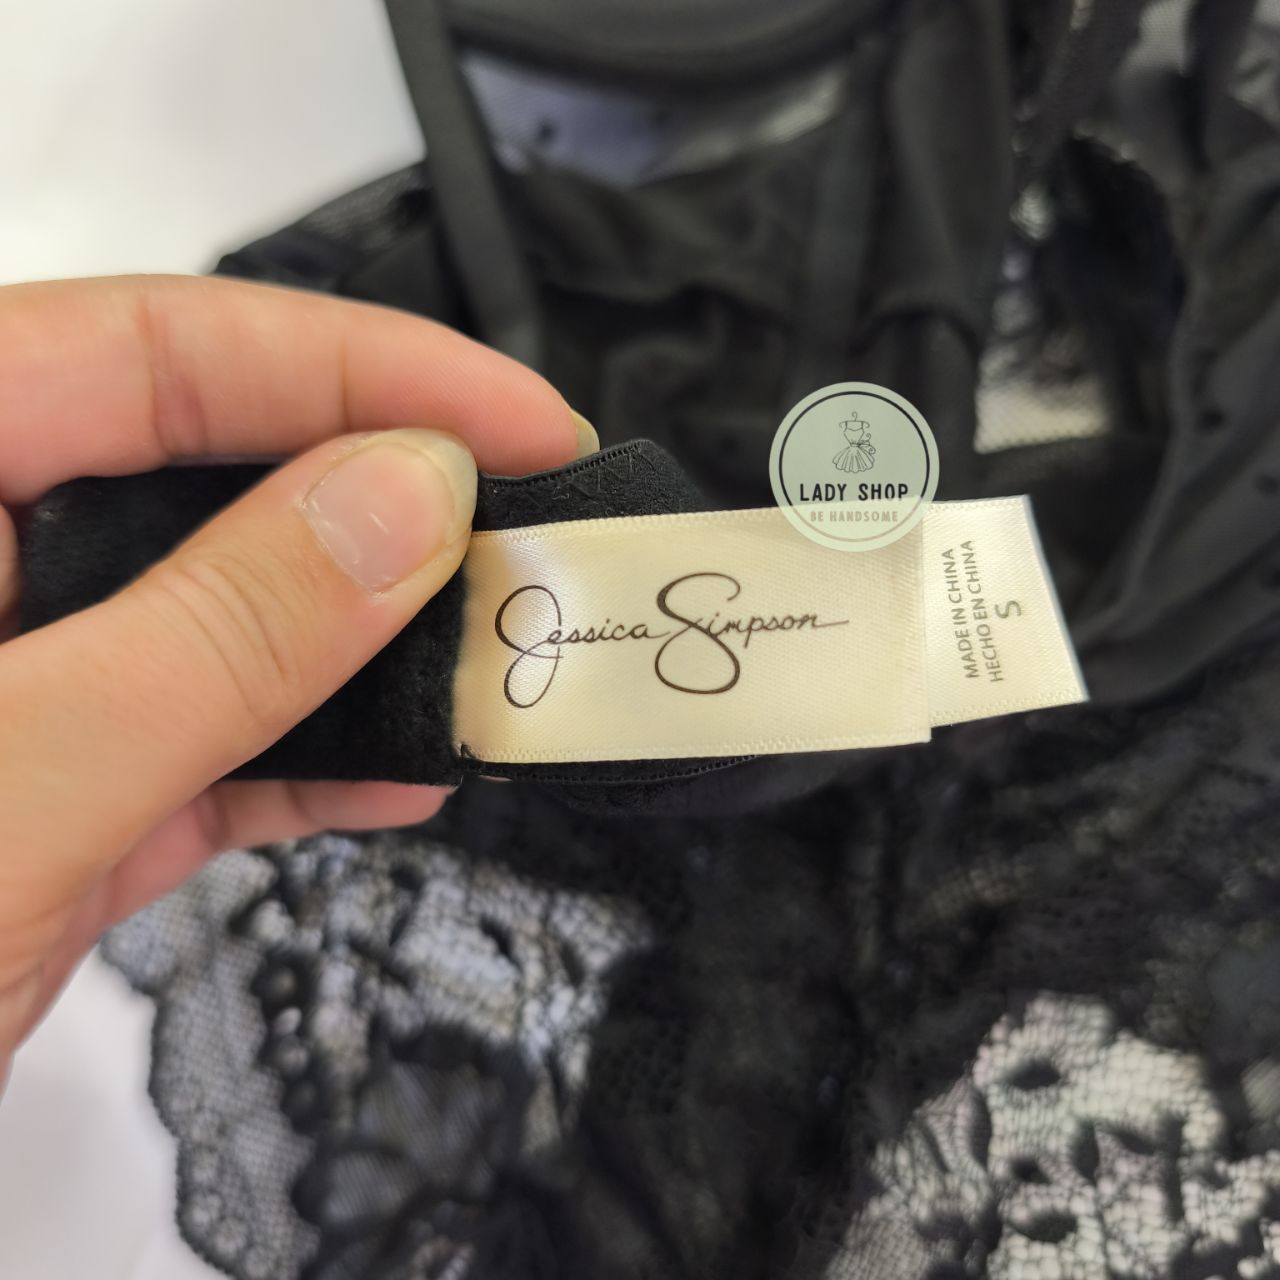 LADY SHOP
BE HANDSOME
Jessica Simpson
MADE IN CHINA
HECHO EN CHINA
S